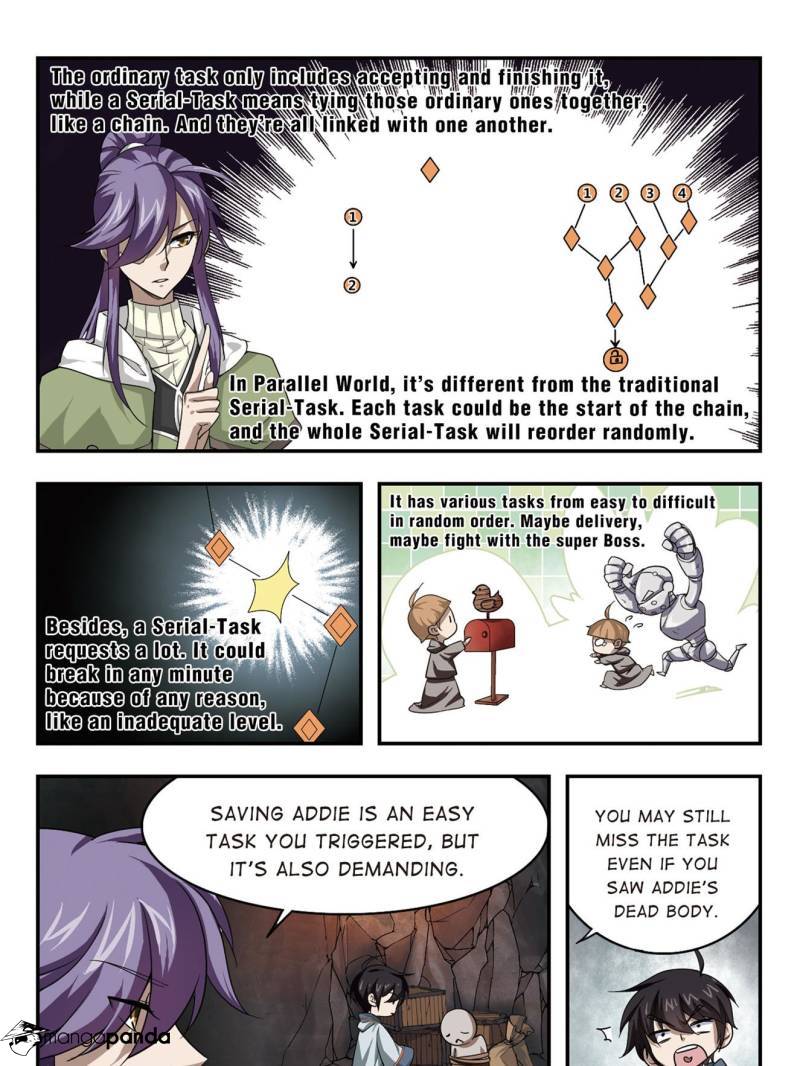 The ordinary task only includes accepting and finishing it,
while a Serial-Task means tying those ordinary ones together,
like a chain. And they're all linked with one another.
1
2
1 2 3 4
In Parallel World, it's different from the traditional
Serial-Task. Each task could be the start of the chain,
and the whole Serial-Task will reorder randomly.
Besides, a Serial-Task
requests a lot. It could
break in any minute
because of any reason,
like an inadequate level.
It has various tasks from easy to difficult
in random order. Maybe delivery,
maybe fight with the super Boss.
SAVING ADDIE IS AN EASY
TASK YOU TRIGGERED, BUT
IT'S ALSO DEMANDING.
YOU MAY STILL
MISS THE TASK
EVEN IF YOU
SAW ADDIE'S
DEAD BODY.
mangapanda